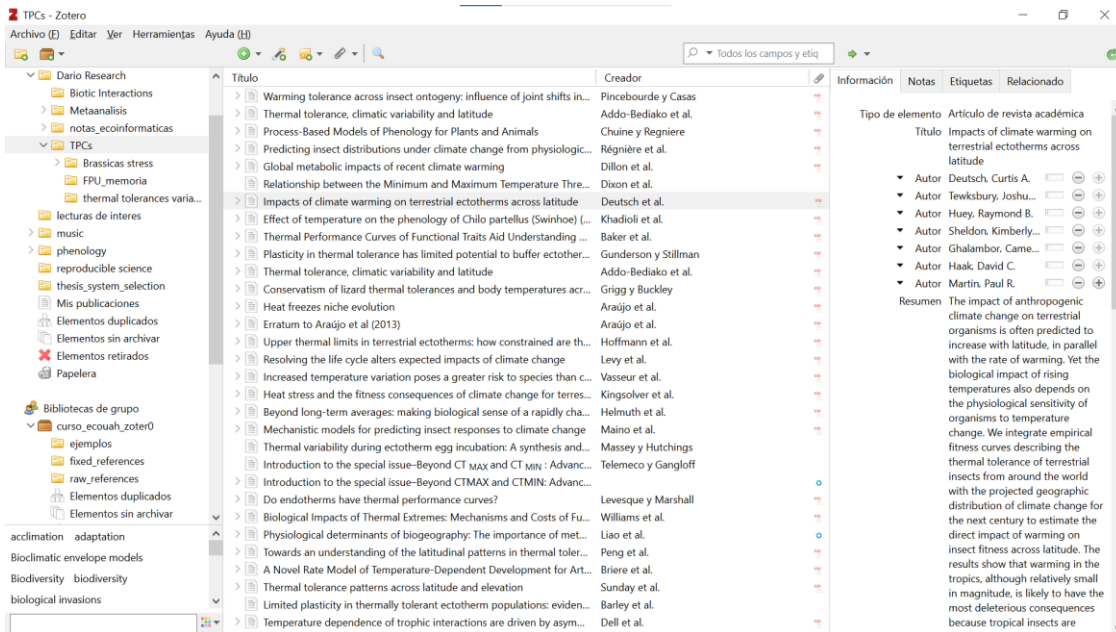 TPCs - Zotero
Archivo (F) Editar Ver Herramientas Ayuda (H)
Todos los campos y etiq
Dario Research
Biotic Interactions
Metaanalisis
notas_ecoinformaticas
TPCs
Brassicas stress
FPU_memoria
thermal tolerances varia...
lecturas de interes
music
phenology
reproducible science
thesis_system_selection
Mis publicaciones
Elementos duplicados
Elementos sin archivar
Elementos retirados
Papelera
Bibliotecas de grupo
curso_ecouah_zoter0
ejemplos
fixed_references
raw_references
Elementos duplicados
Elementos sin archivar
acclimation adaptation
Bioclimatic envelope models
Biodiversity biodiversity
biological invasions
Título Creador
Warming tolerance across insect ontogeny: influence of joint shifts in... Pincebourde y Casas
Thermal tolerance, climatic variability and latitude Addo-Bediako et al.
Process-Based Models of Phenology for Plants and Animals Chuine y Regniere
Predicting insect distributions under climate change from physiologic... Régnière et al.
Global metabolic impacts of recent climate warming Dillon et al.
Relationship between the Minimum and Maximum Temperature Thre... Dixon et al.
Impacts of climate warming on terrestrial ectotherms across latitude Deutsch et al.
Effect of temperature on the phenology of Chilo partellus (Swinhoe) (... Khadioli et al.
Thermal Performance Curves of Functional Traits Aid Understanding ... Baker et al.
Plasticity in thermal tolerance has limited potential to buffer ectother... Gunderson y Stillman
Thermal tolerance, climatic variability and latitude Addo-Bediako et al.
Conservatism of lizard thermal tolerances and body temperatures acr... Grigg y Buckley
Heat freezes niche evolution Araújo et al.
Erratum to Araújo et al (2013) Araújo et al.
Upper thermal limits in terrestrial ectotherms: how constrained are th... Hoffmann et al.
Resolving the life cycle alters expected impacts of climate change Levy et al.
Increased temperature variation poses a greater risk to species than c... Vasseur et al.
Heat stress and the fitness consequences of climate change for terres... Kingsolver et al.
Beyond long-term averages: making biological sense of a rapidly cha... Helmuth et al.
Mechanistic models for predicting insect responses to climate change Maino et al.
Thermal variability during ectotherm egg incubation: A synthesis and... Massey y Hutchings
Introduction to the special issue–Beyond CT MAX and CT MIN : Advanc... Telemeco y Gangloff
Introduction to the special issue–Beyond CTMAX and CTMIN: Advanc...
Do endotherms have thermal performance curves? Levesque y Marshall
Biological Impacts of Thermal Extremes: Mechanisms and Costs of Fu... Williams et al.
Physiological determinants of biogeography: The importance of met... Liao et al.
Towards an understanding of the latitudinal patterns in thermal toler... Peng et al.
A Novel Rate Model of Temperature-Dependent Development for Art... Briere et al.
Thermal tolerance patterns across latitude and elevation Sunday et al.
Limited plasticity in thermally tolerant ectotherm populations: eviden... Barley et al.
Temperature dependence of trophic interactions are driven by asym... Dell et al.
Información Notas Etiquetas Relacionado
Tipo de elemento Artículo de revista académica
Título Impacts of climate warming on
terrestrial ectotherms across
latitude
Autor Deutsch, Curtis A.
Autor Tewksbury, Joshu...
Autor Huey, Raymond B.
Autor Sheldon, Kimberly...
Autor Ghalambor, Came...
Autor Haak, David C.
Autor Martin, Paul R.
Resumen The impact of anthropogenic
climate change on terrestrial
organisms is often predicted to
increase with latitude, in parallel
with the rate of warming. Yet the
biological impact of rising
temperatures also depends on
the physiological sensitivity of
organisms to temperature
change. We integrate empirical
fitness curves describing the
thermal tolerance of terrestrial
insects from around the world
with the projected geographic
distribution of climate change for
the next century to estimate the
direct impact of warming on
insect fitness across latitude. The
results show that warming in the
tropics, although relatively small
in magnitude, is likely to have the
most deleterious consequences
because tropical insects are